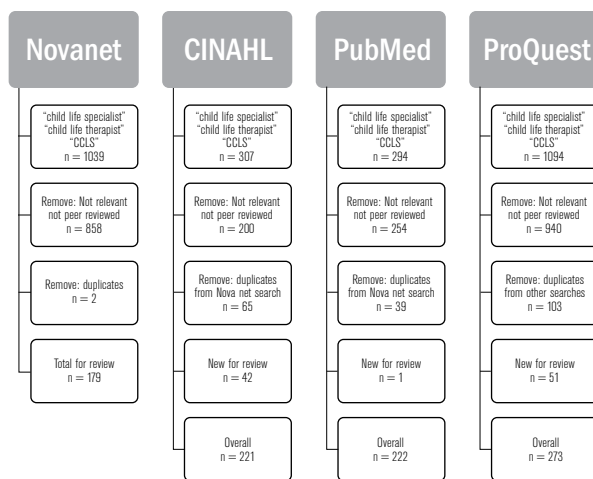 Novanet
"child life specialist"
"child life therapist"
"CCLS"
n = 1039
Remove: Not relevant
not peer reviewed
n = 858
Remove: duplicates
n = 2
Total for review
n = 179
CINAHL
"child life specialist"
"child life therapist"
"CCLS"
n = 307
Remove: Not relevant
not peer reviewed
n = 200
Remove: duplicates
from Nova net search
n = 65
New for review
n = 42
Overall
n = 221
PubMed
"child life specialist"
"child life therapist"
"CCLS"
n = 294
Remove: Not relevant
not peer reviewed
n = 254
Remove: duplicates
from Nova net search
n = 39
New for review
n = 1
Overall
n = 222
ProQuest
"child life specialist"
"child life therapist"
"CCLS"
n = 1094
Remove: Not relevant
not peer reviewed
n = 940
Remove: duplicates
from other searches
n = 103
New for review
n = 51
Overall
n = 273